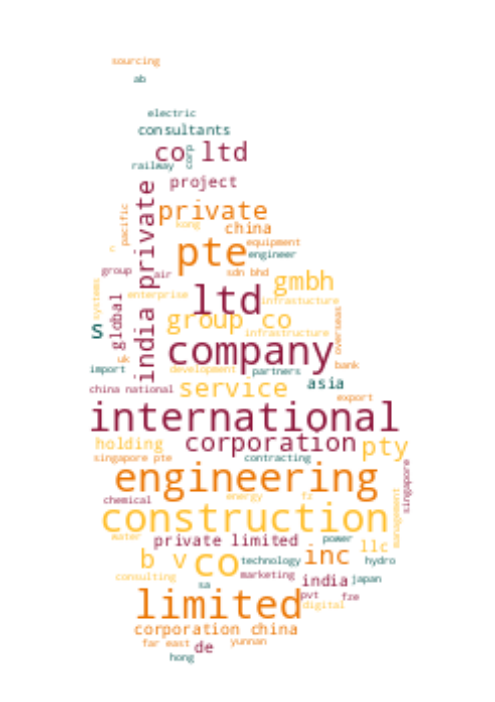 sourcing
ab
electric
consultants
co ltd
corp
railway
project
india private
private
pacific
kong
china
pte
equipment
engineer
r
group
air
sdn bhd
systems
gmbh
enterprise
ltd
infrastucture
global
s
group co
infrastructure
overseas
company
uk
import
development
partners
bank
asia
china national
service
export
international
holding
corporation
pty
singapore pte
contracting
singapore
engineering
chemical
energy
fr
management
construction
water
private limited
power
llc
b v
co
technology
inc
hydro
consulting
marketing
india
japan
sa
limited
pvt
fze
digital
corporation china
far east
de
yunnan
hong